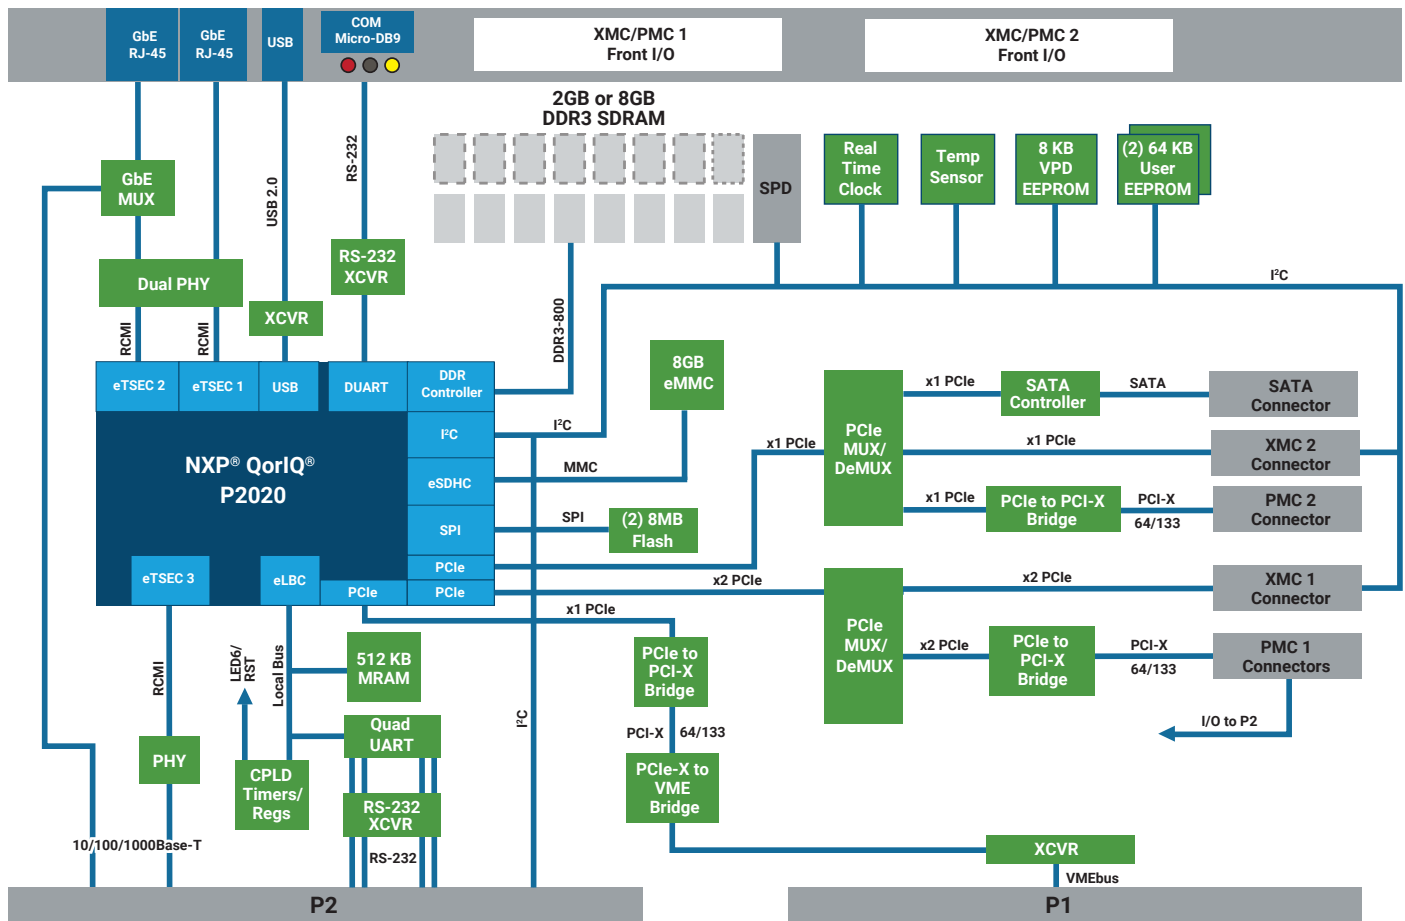 GbE
RJ-45
GbE
RJ-45
USB
COM
Micro-DB9
XMC/PMC 1
Front I/O
XMC/PMC 2
Front I/O
2GB or 8GB
DDR3 SDRAM
SPD
Real
Time
Clock
Temp
Sensor
8 KB
VPD
EEPROM
(2) 64 KB
User
EEPROM
GbE
MUX
USB 2.0
RS-232
RS-232
XCVR
Dual PHY
XCVR
RCMI
RCMI
DDR3-800
I²C
8GB
eMMC
eTSEC 2
eTSEC 1
USB
DUART
DDR
Controller
I²C
eSDHC
SPI
PCIe
PCIe
PCIe
NXP® QorIQ®
P2020
eTSEC 3
eLBC
I²C
MMC
SPI
(2) 8MB
Flash
x1 PCIe
x2 PCIe
x1 PCIe
PCIe
MUX/
DeMUX
x1 PCIe
SATA
Controller
SATA
SATA
Connector
x1 PCIe
XMC 2
Connector
x1 PCIe
PCIe to PCI-X
Bridge
PCI-X
64/133
PMC 2
Connector
PCIe
MUX/
DeMUX
x2 PCIe
XMC 1
Connector
x2 PCIe
PCIe to
PCI-X
Bridge
PCI-X
64/133
PMC 1
Connectors
I/O to P2
RCMI
LED6/
RST
Local Bus
512 KB
MRAM
Quad
UART
PHY
CPLD
Timers/
Regs
RS-232
XCVR
RS-232
I²C
PCIe to
PCI-X
Bridge
PCI-X
64/133
PCIe-X to
VME
Bridge
10/100/1000Base-T
XCVR
VMEbus
P2
P1